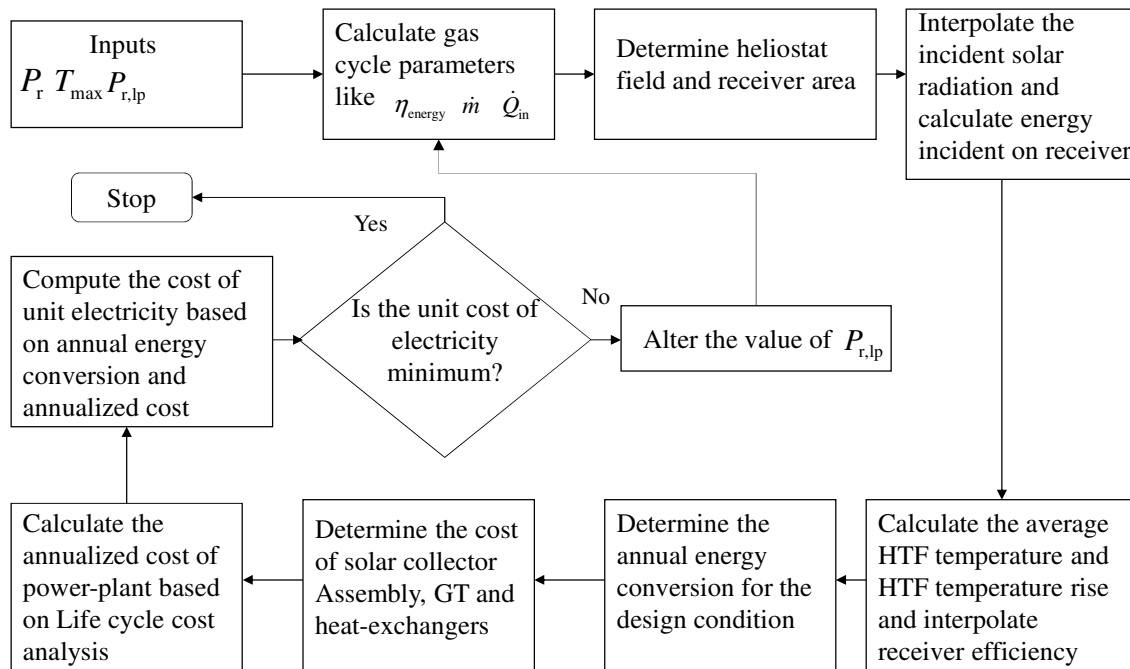 Inputs
P_r T_max P_r,lp
Calculate gas
cycle parameters
like η_energy ṁ Q̇_in
Determine heliostat
field and receiver area
Interpolate the
incident solar
radiation and
calculate energy
incident on receiver
Stop
Yes
Compute the cost of
unit electricity based
on annual energy
conversion and
annualized cost
Is the unit cost of
electricity
minimum?
No
Alter the value of P_r,lp
Calculate the
annualized cost of
power-plant based
on Life cycle cost
analysis
Determine the cost
of solar collector
Assembly, GT and
heat-exchangers
Determine the
annual energy
conversion for the
design condition
Calculate the average
HTF temperature and
HTF temperature rise
and interpolate
receiver efficiency